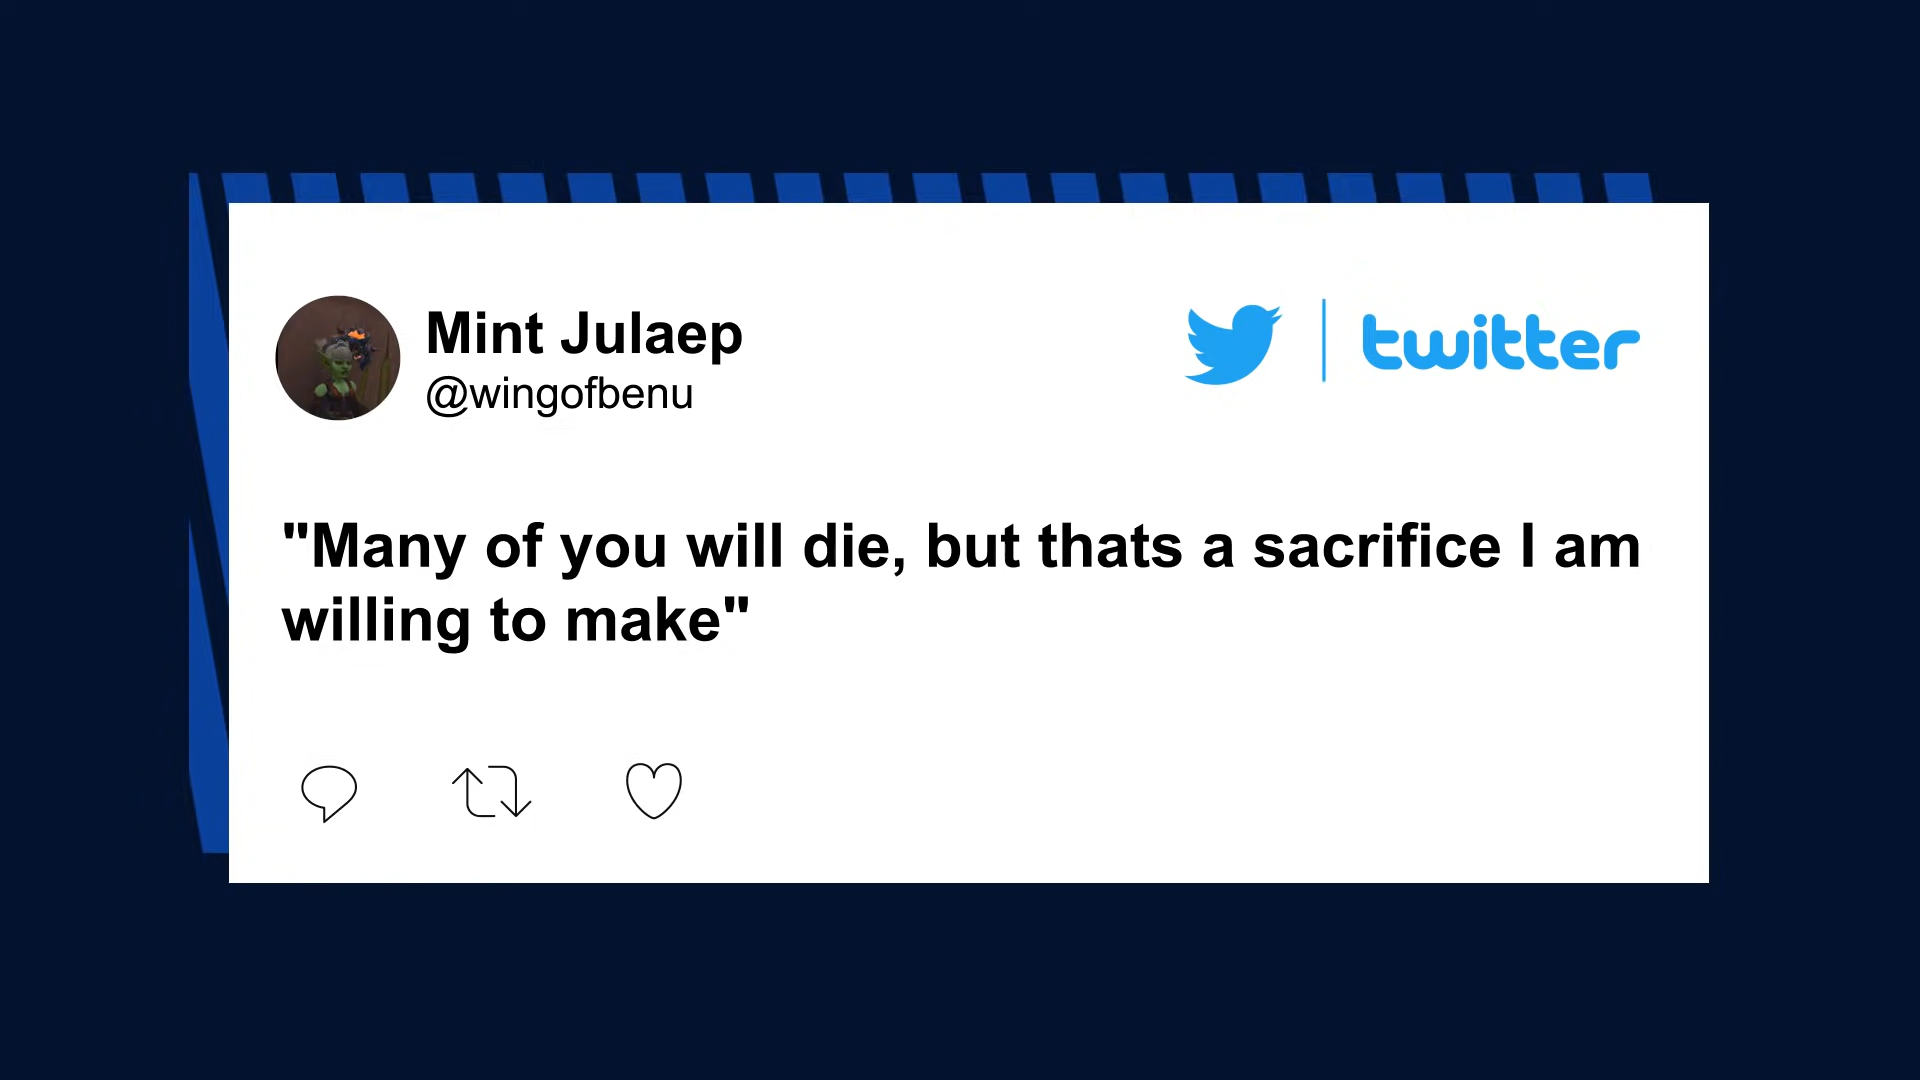 Mint Julaep
@wingofbenu
twitter
"Many of you will die, but thats a sacrifice I am
willing to make"